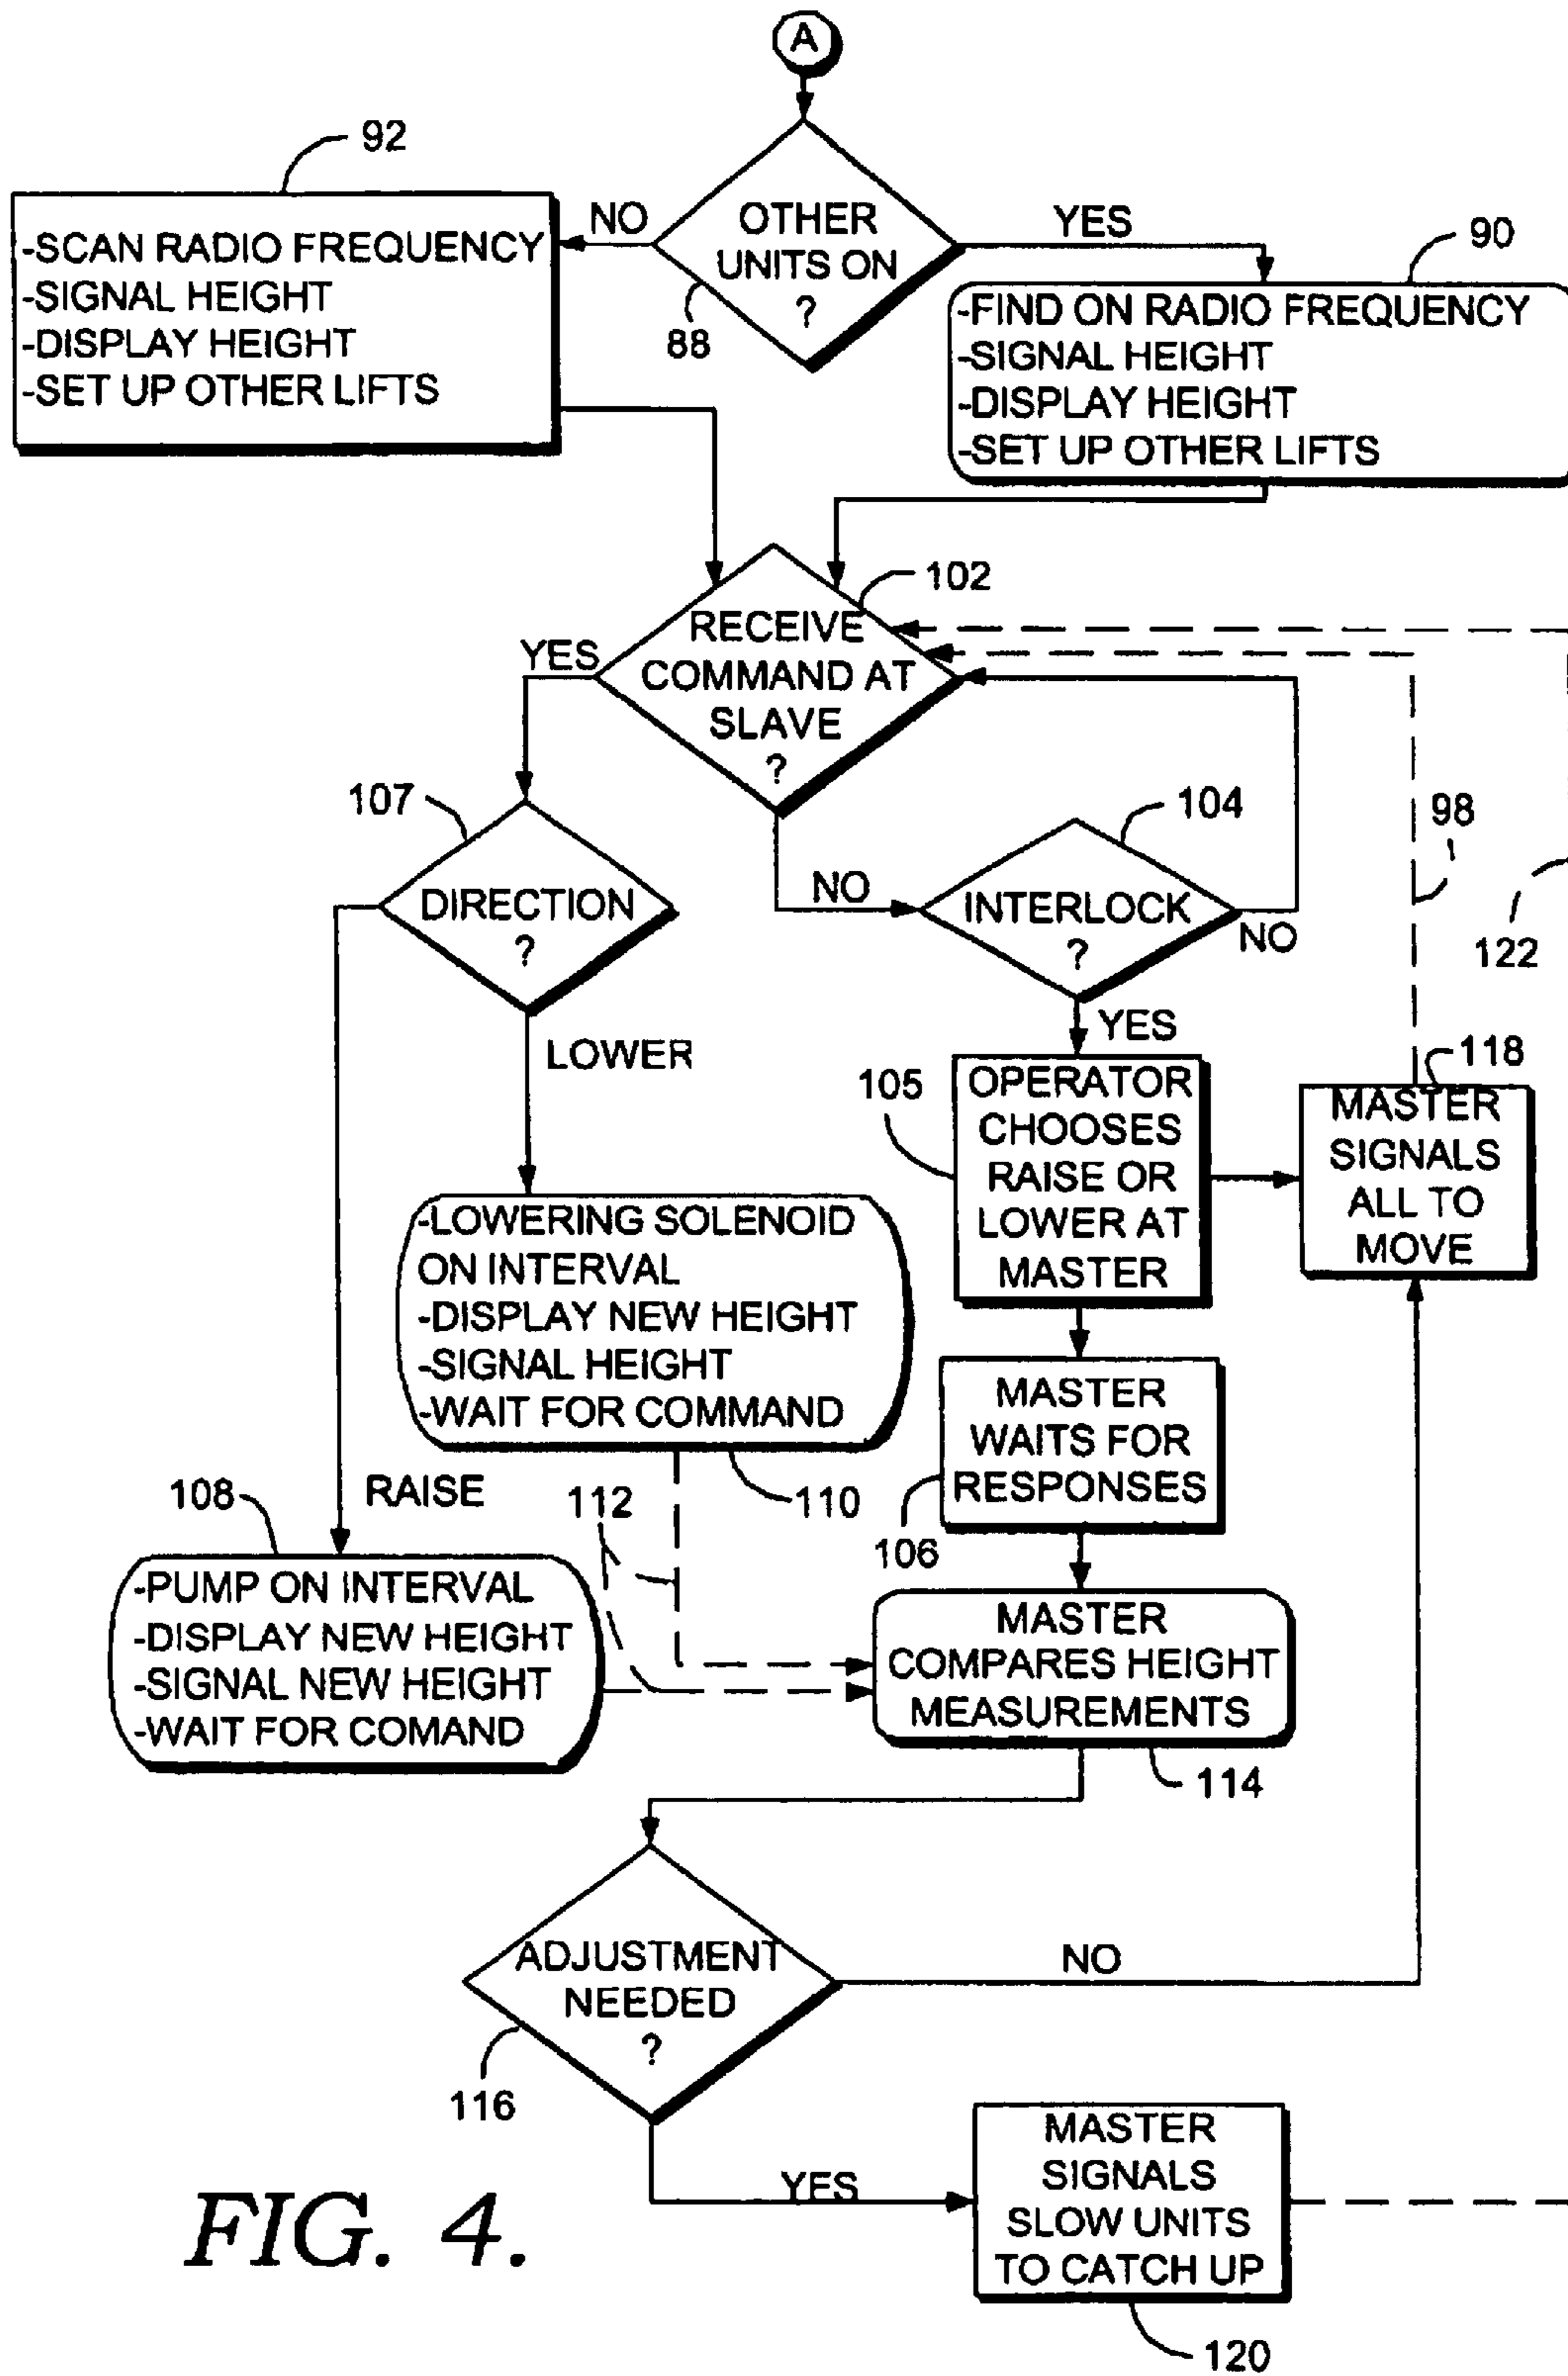 A
92
NO
OTHER
UNITS ON
?
88
YES
90
-SCAN RADIO FREQUENCY
-SIGNAL HEIGHT
-DISPLAY HEIGHT
-SET UP OTHER LIFTS
-FIND ON RADIO FREQUENCY
-SIGNAL HEIGHT
-DISPLAY HEIGHT
-SET UP OTHER LIFTS
102
RECEIVE
COMMAND AT
SLAVE
?
YES
107
DIRECTION
?
NO
104
INTERLOCK
?
NO
98
122
YES
LOWER
105
OPERATOR
CHOOSES
RAISE OR
LOWER AT
MASTER
118
MASTER
SIGNALS
ALL TO
MOVE
-LOWERING SOLENOID
ON INTERVAL
-DISPLAY NEW HEIGHT
-SIGNAL HEIGHT
-WAIT FOR COMMAND
110
MASTER
WAITS FOR
RESPONSES
106
RAISE
108
112
-PUMP ON INTERVAL
-DISPLAY NEW HEIGHT
-SIGNAL NEW HEIGHT
-WAIT FOR COMAND
MASTER
COMPARES HEIGHT
MEASUREMENTS
114
ADJUSTMENT
NEEDED
?
116
NO
YES
MASTER
SIGNALS
SLOW UNITS
TO CATCH UP
120
FIG. 4.